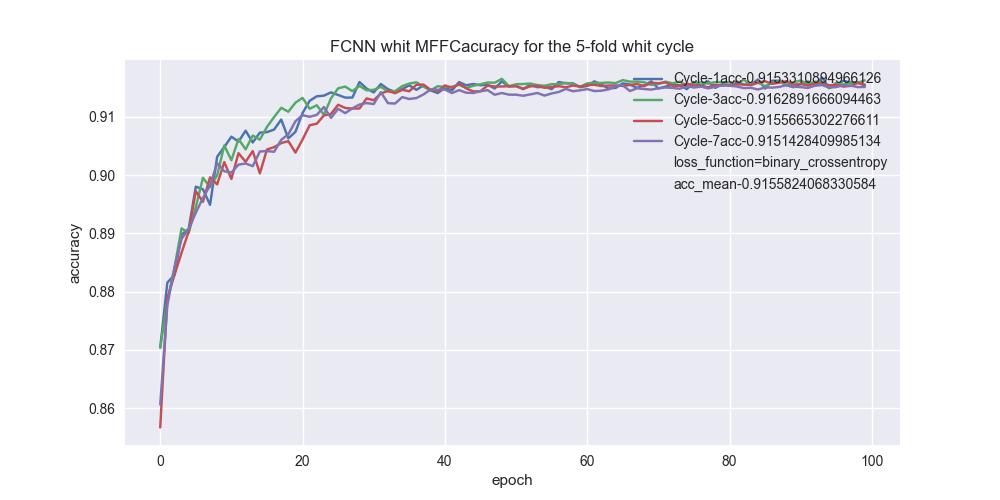 FCNN whit MFFCacuracy for the 5-fold whit cycle
Cycle-1acc-0.9153310894966126
Cycle-3acc-0.9162891666094463
Cycle-5acc-0.9155665302276611
Cycle-7acc-0.9151428409985134
loss_function=binary_crossentropy
acc_mean-0.9155824068330584
accuracy
0.91
0.90
0.89
0.88
0.87
0.86
0 20 40 60 80 100
epoch